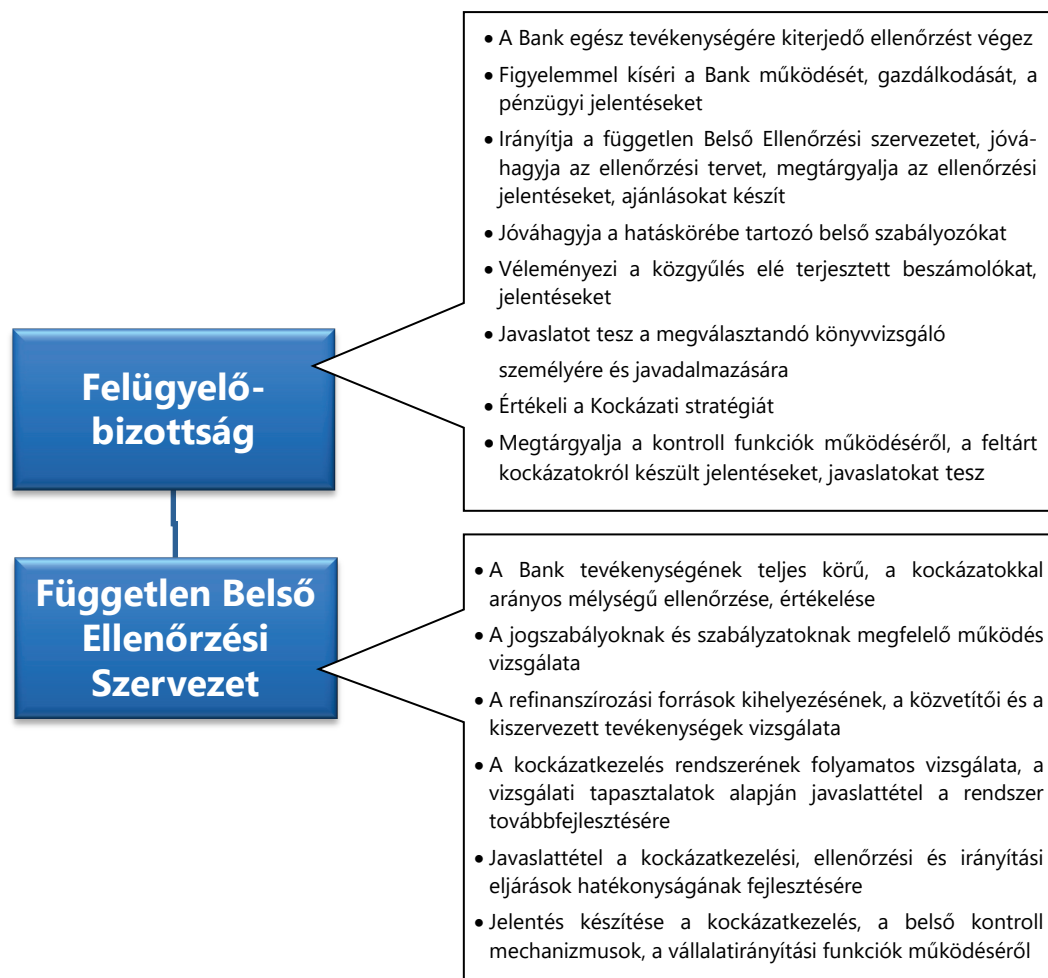 • A Bank egész tevékenységére kiterjedő ellenőrzést végez
• Figyelemmel kíséri a Bank működését, gazdálkodását, a
pénzügyi jelentéseket
• Irányítja a független Belső Ellenőrzési szervezetet, jóvá-
hagyja az ellenőrzési tervet, megtárgyalja az ellenőrzési
jelentéseket, ajánlásokat készít
• Jóváhagyja a hatáskörébe tartozó belső szabályozókat
• Véleményezi a közgyűlés elé terjesztett beszámolókat,
jelentéseket
• Javaslatot tesz a megválasztandó könyvvizsgáló
személyére és javadalmazására
• Értékeli a Kockázati stratégiát
• Megtárgyalja a kontroll funkciók működéséről, a feltárt
kockázatokról készült jelentéseket, javaslatokat tesz
Felügyelő-
bizottság
Független Belső
Ellenőrzési
Szervezet
• A Bank tevékenységének teljes körű, a kockázatokkal
arányos mélységű ellenőrzése, értékelése
• A jogszabályoknak és szabályzatoknak megfelelő működés
vizsgálata
• A refinanszírozási források kihelyezésének, a közvetítői és a
kiszervezett tevékenységek vizsgálata
• A kockázatkezelés rendszerének folyamatos vizsgálata, a
vizsgálati tapasztalatok alapján javaslattétel a rendszer
továbbfejlesztésére
• Javaslattétel a kockázatkezelési, ellenőrzési és irányítási
eljárások hatékonyságának fejlesztésére
• Jelentés készítése a kockázatkezelés, a belső kontroll
mechanizmusok, a vállalatirányítási funkciók működéséről